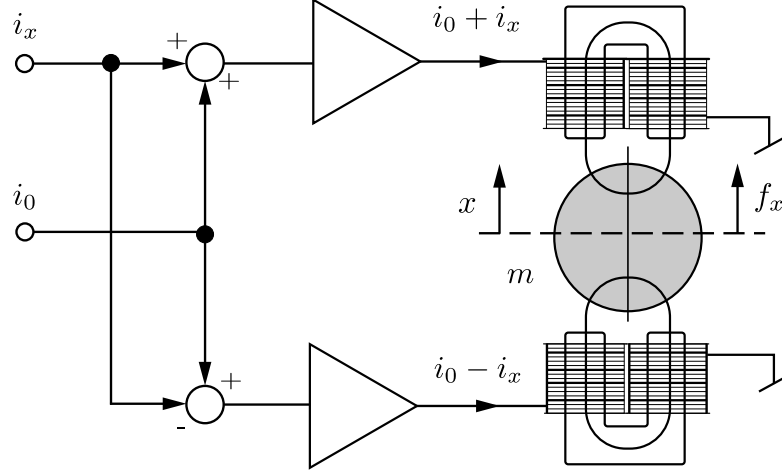 i_x
+
+
i_0 + i_x
i_0
x
f_x
m
i_0 − i_x
+
-